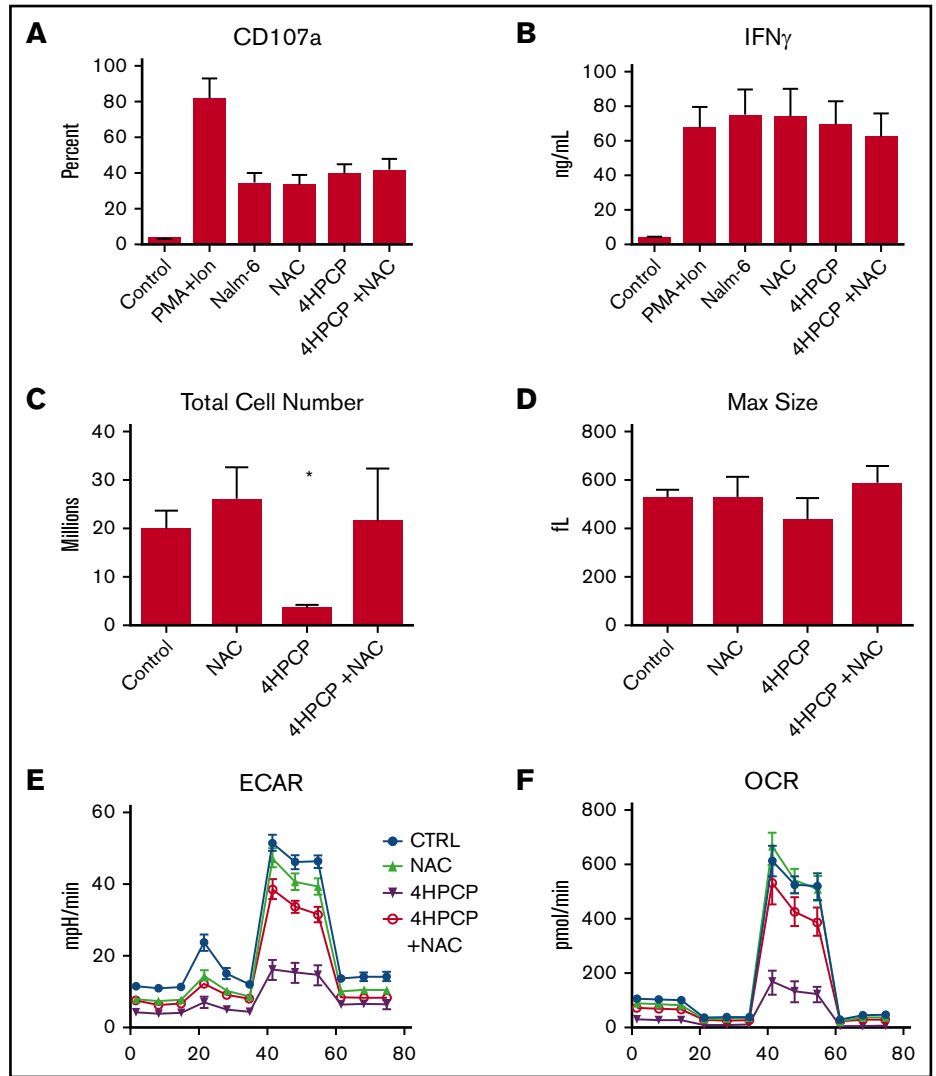 A
CD107a
Percent
100
80
60
40
20
0
Control
PMA+Ion
Nalm-6
NAC
4HPCP
4HPCP +NAC
B
IFNγ
ng/mL
100
80
60
40
20
0
Control
PMA+Ion
Nalm-6
NAC
4HPCP
4HPCP +NAC
C
Total Cell Number
Millions
40
30
20
10
0
*
Control
NAC
4HPCP
4HPCP +NAC
D
Max Size
fL
800
600
400
200
0
Control
NAC
4HPCP
4HPCP +NAC
E
ECAR
mpH/min
60
40
20
0
0 20 40 60 80
CTRL
NAC
4HPCP
4HPCP
+NAC
F
OCR
pmol/min
800
600
400
200
0
0 20 40 60 80